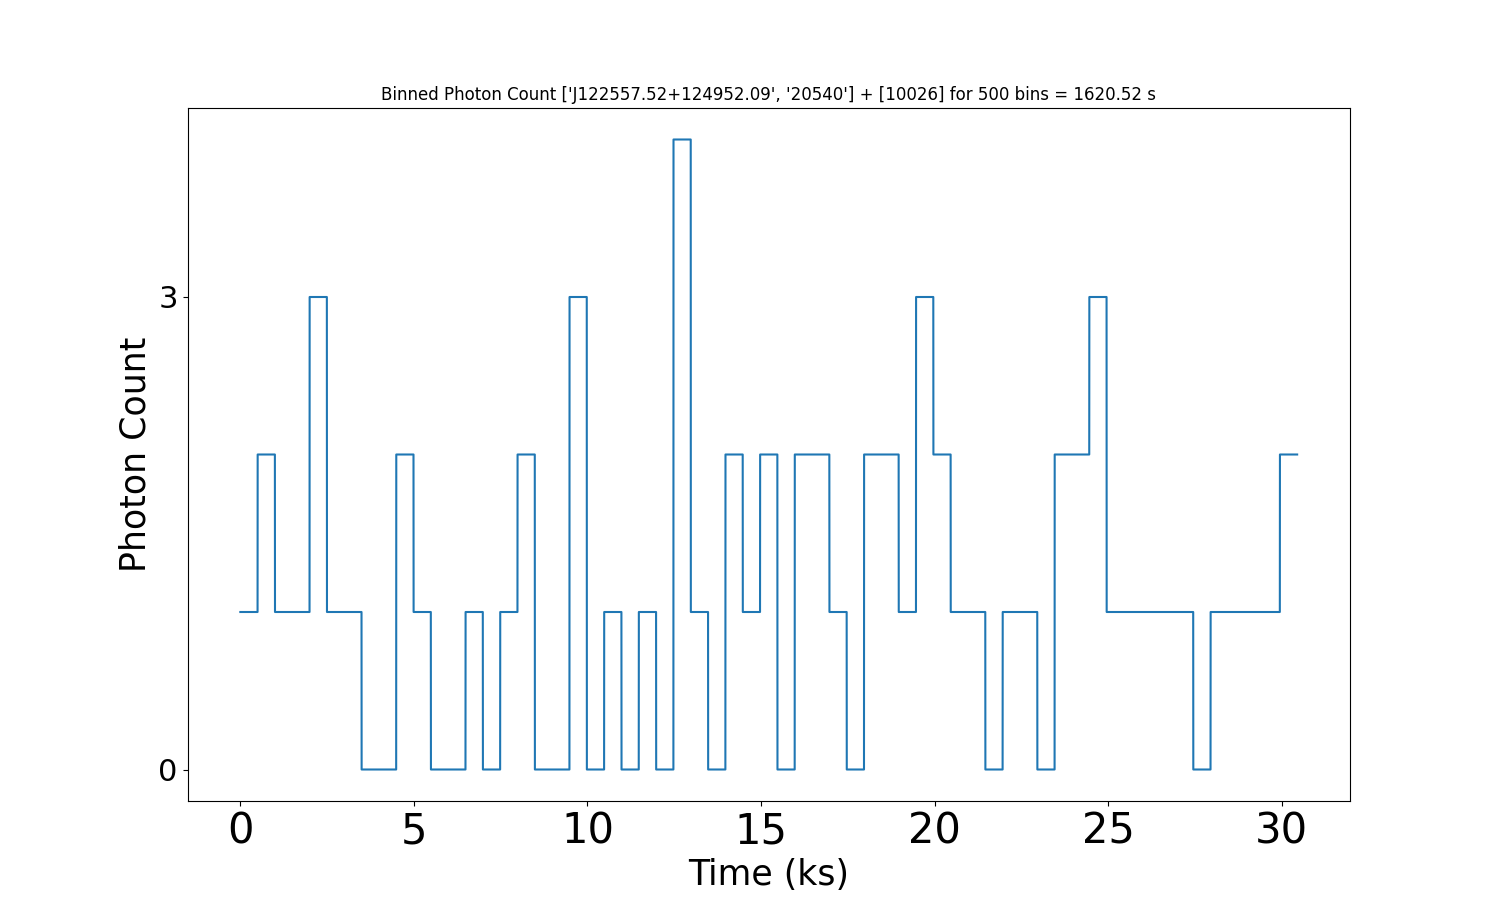 Binned Photon Count ['J122557.52+124952.09', '20540'] + [10026] for 500 bins = 1620.52 s
Photon Count
3
0
0 5 10 15 20 25 30
Time (ks)